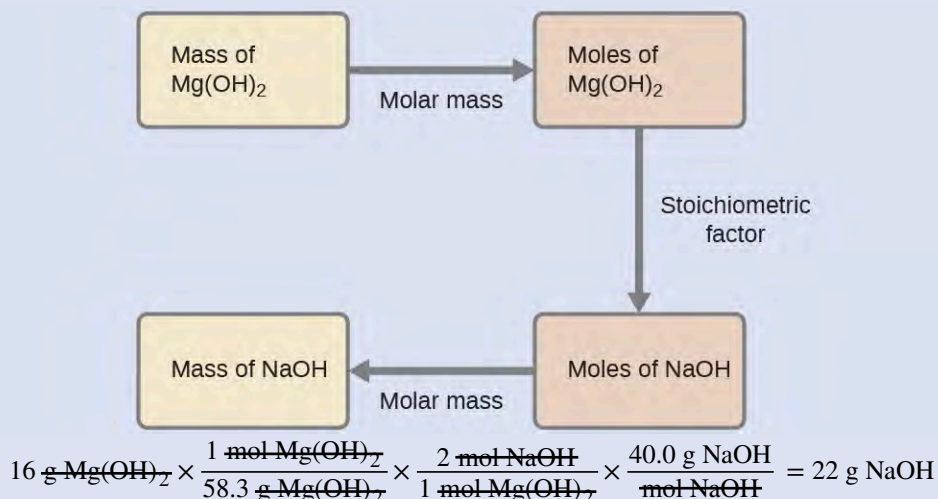 Mass of
Mg(OH)₂
Molar mass
Moles of
Mg(OH)₂
Stoichiometric
factor
Mass of NaOH
Molar mass
Moles of NaOH
16 g Mg(OH)₂ × 1 mol Mg(OH)₂ / 58.3 g Mg(OH)₂ × 2 mol NaOH / 1 mol Mg(OH)₂ × 40.0 g NaOH / mol NaOH = 22 g NaOH